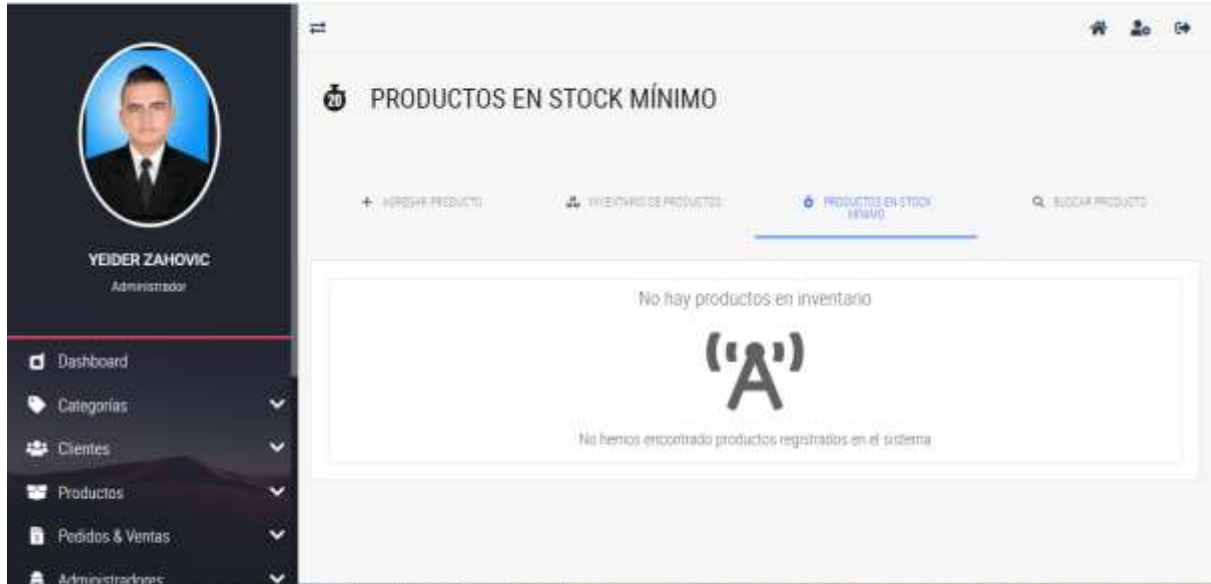 PRODUCTOS EN STOCK MÍNIMO
AGREGAR PRODUCTO
INVENTARIO DE PRODUCTOS
PRODUCTOS EN STOCK
MÍNIMO
BUSCAR PRODUCTO
YEIDER ZAHOVIC
Administrador
No hay productos en inventario
No hemos encontrado productos registrados en el sistema
Dashboard
Categorías
Clientes
Productos
Pedidos & Ventas
Administradores